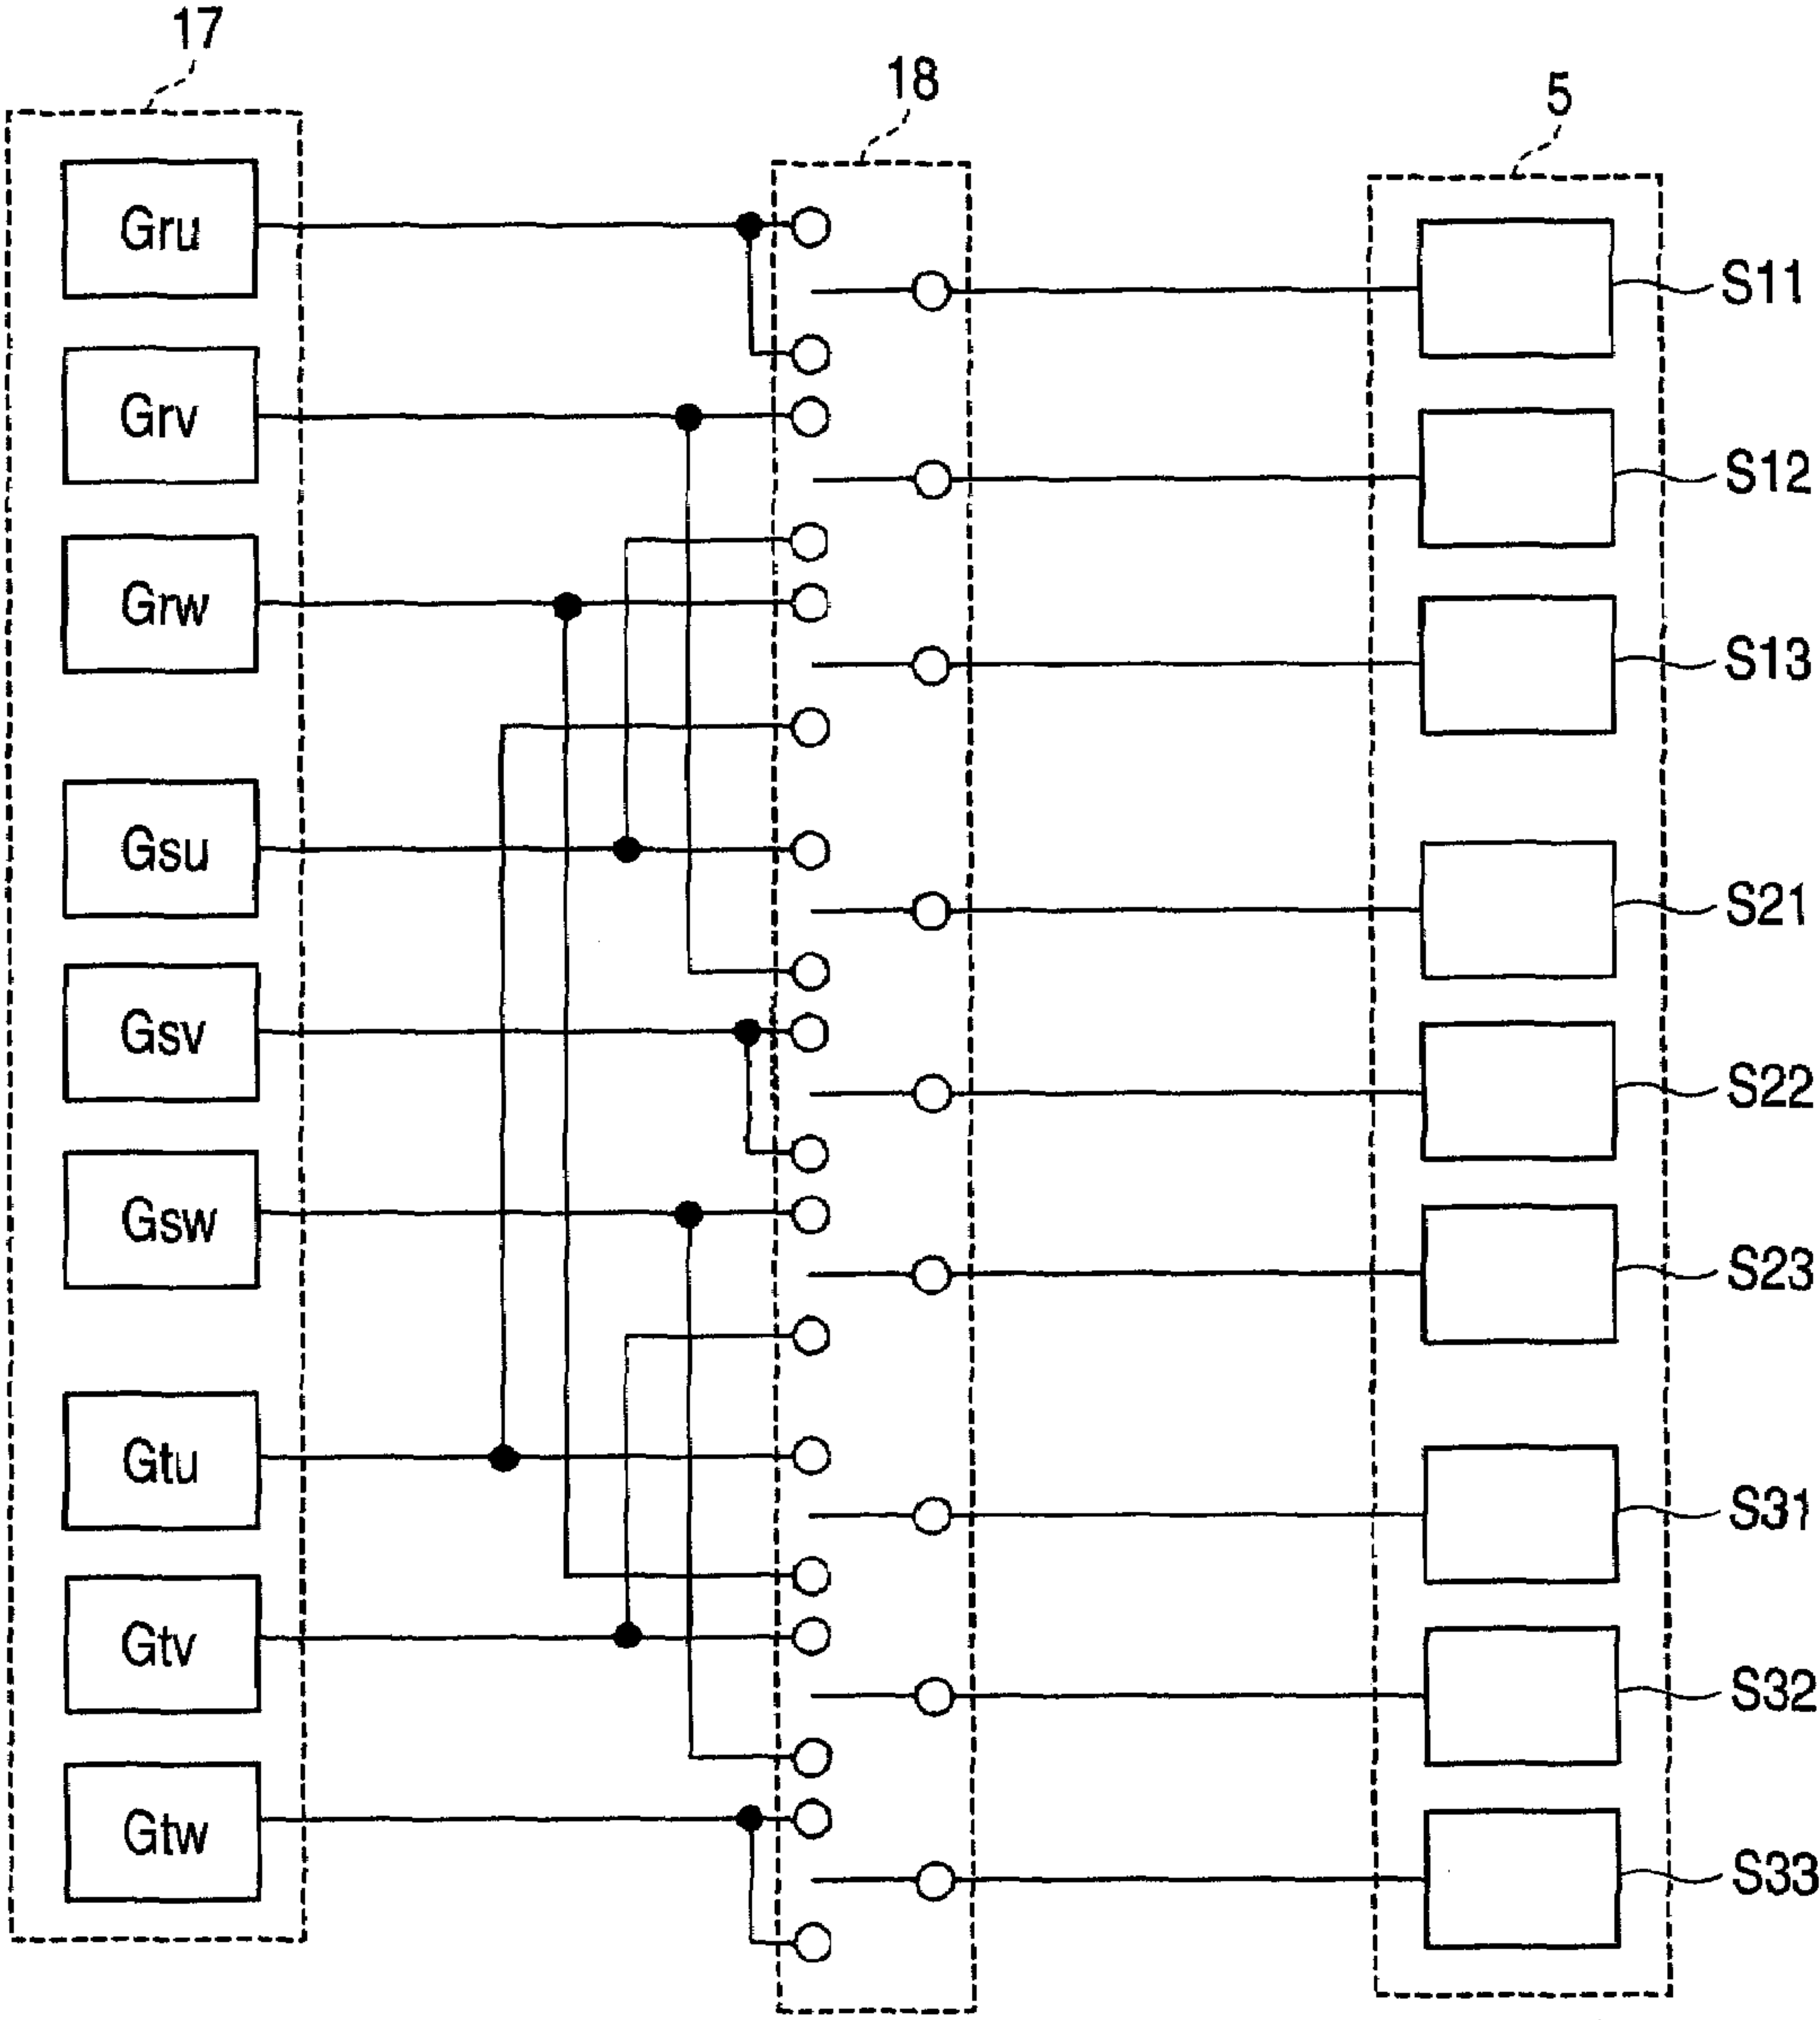 17
18
5
Gru
Grv
Grw
Gsu
Gsv
Gsw
Gtu
Gtv
Gtw
S11
S12
S13
S21
S22
S23
S31
S32
S33